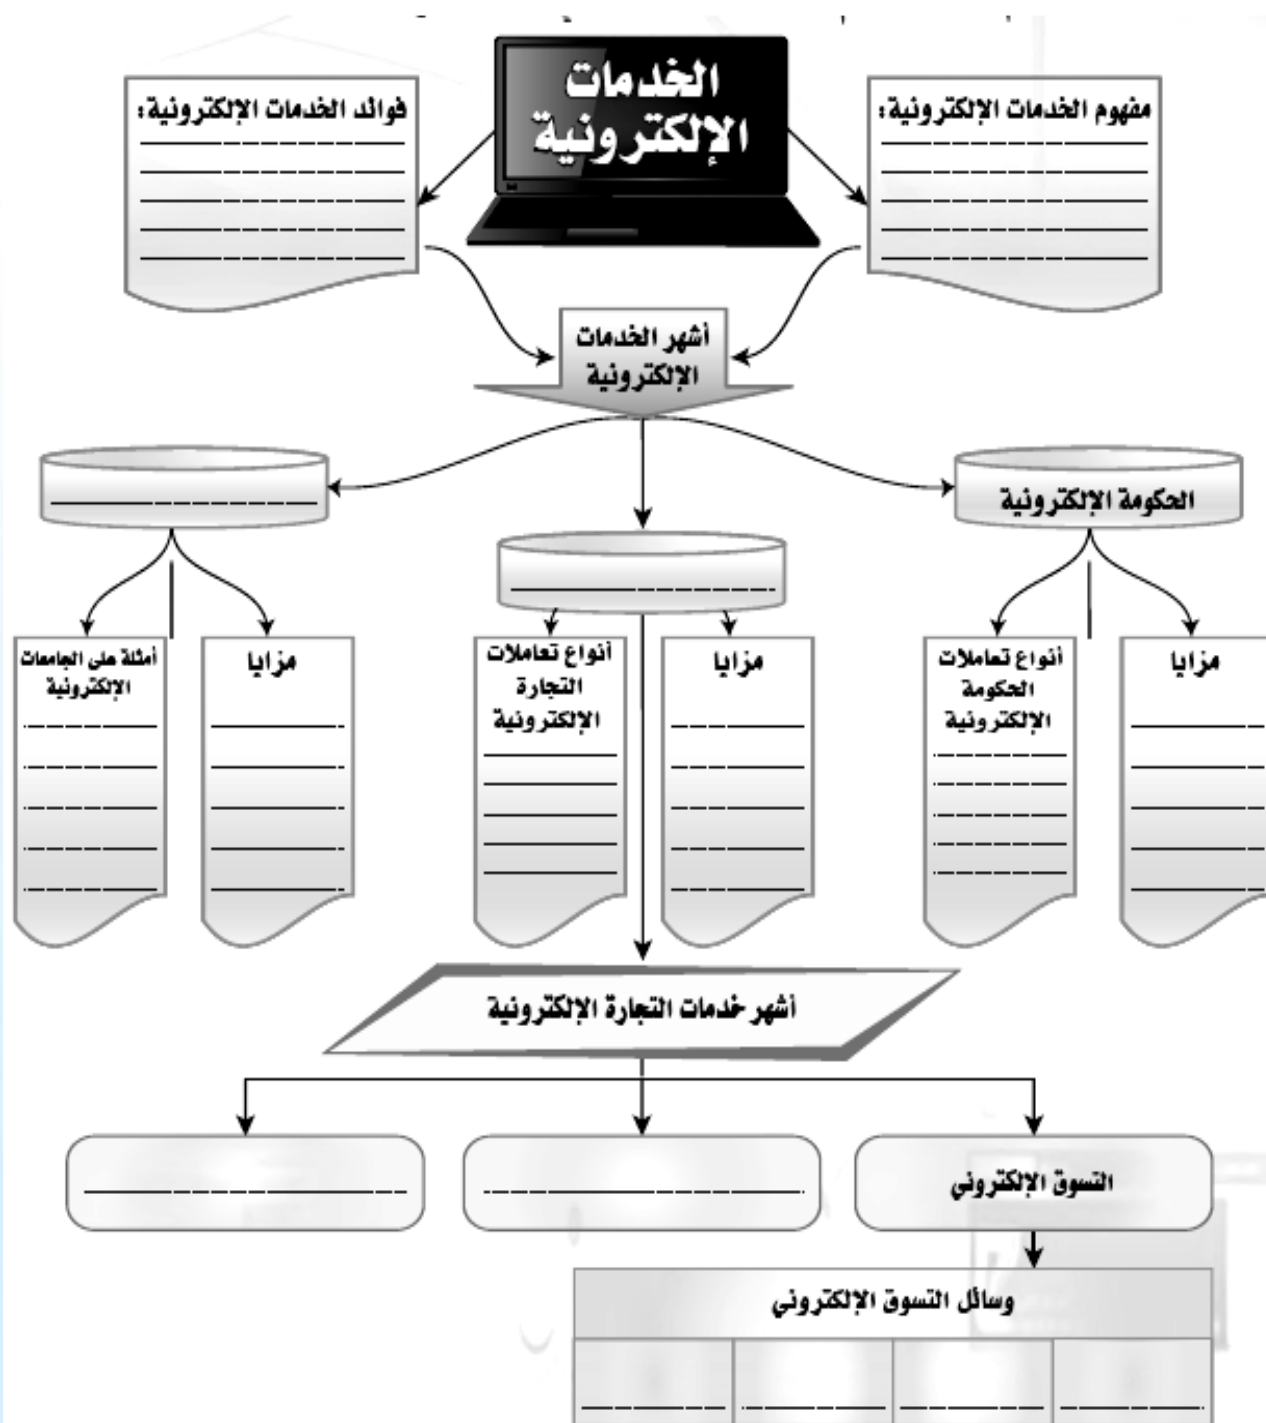 الخدمات
الإلكترونية
مفهوم الخدمات الإلكترونية:
فوائد الخدمات الإلكترونية:
أشهر الخدمات
الإلكترونية
الحكومة الإلكترونية
مزايا
أنواع تعاملات
الحكومة
الإلكترونية
مزايا
أنواع تعاملات
التجارة
الإلكترونية
مزايا
أمثلة على الجامعات
الإلكترونية
أشهر خدمات التجارة الإلكترونية
التسوق الإلكتروني
وسائل التسوق الإلكتروني